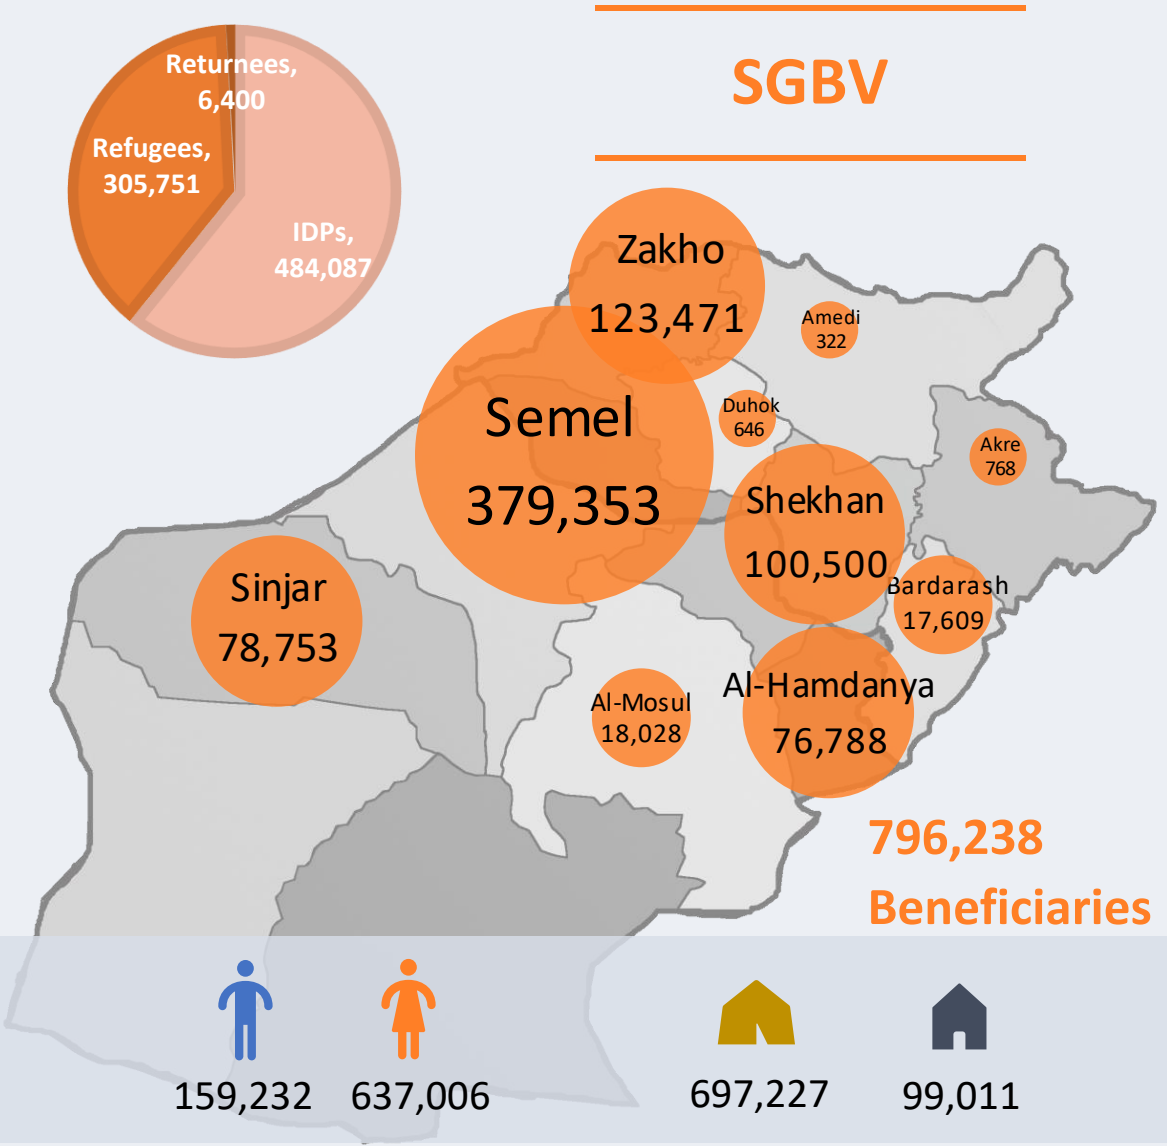 Returnees,
6,400
Refugees,
305,751
IDPs,
484,087
SGBV
Zakho
123,471
Amedi
322
Semel
379,353
Duhok
646
Akre
768
Shekhan
100,500
Sinjar
78,753
Bardarash
17,609
Al-Mosul
18,028
Al-Hamdanya
76,788
796,238
Beneficiaries
159,232
637,006
697,227
99,011